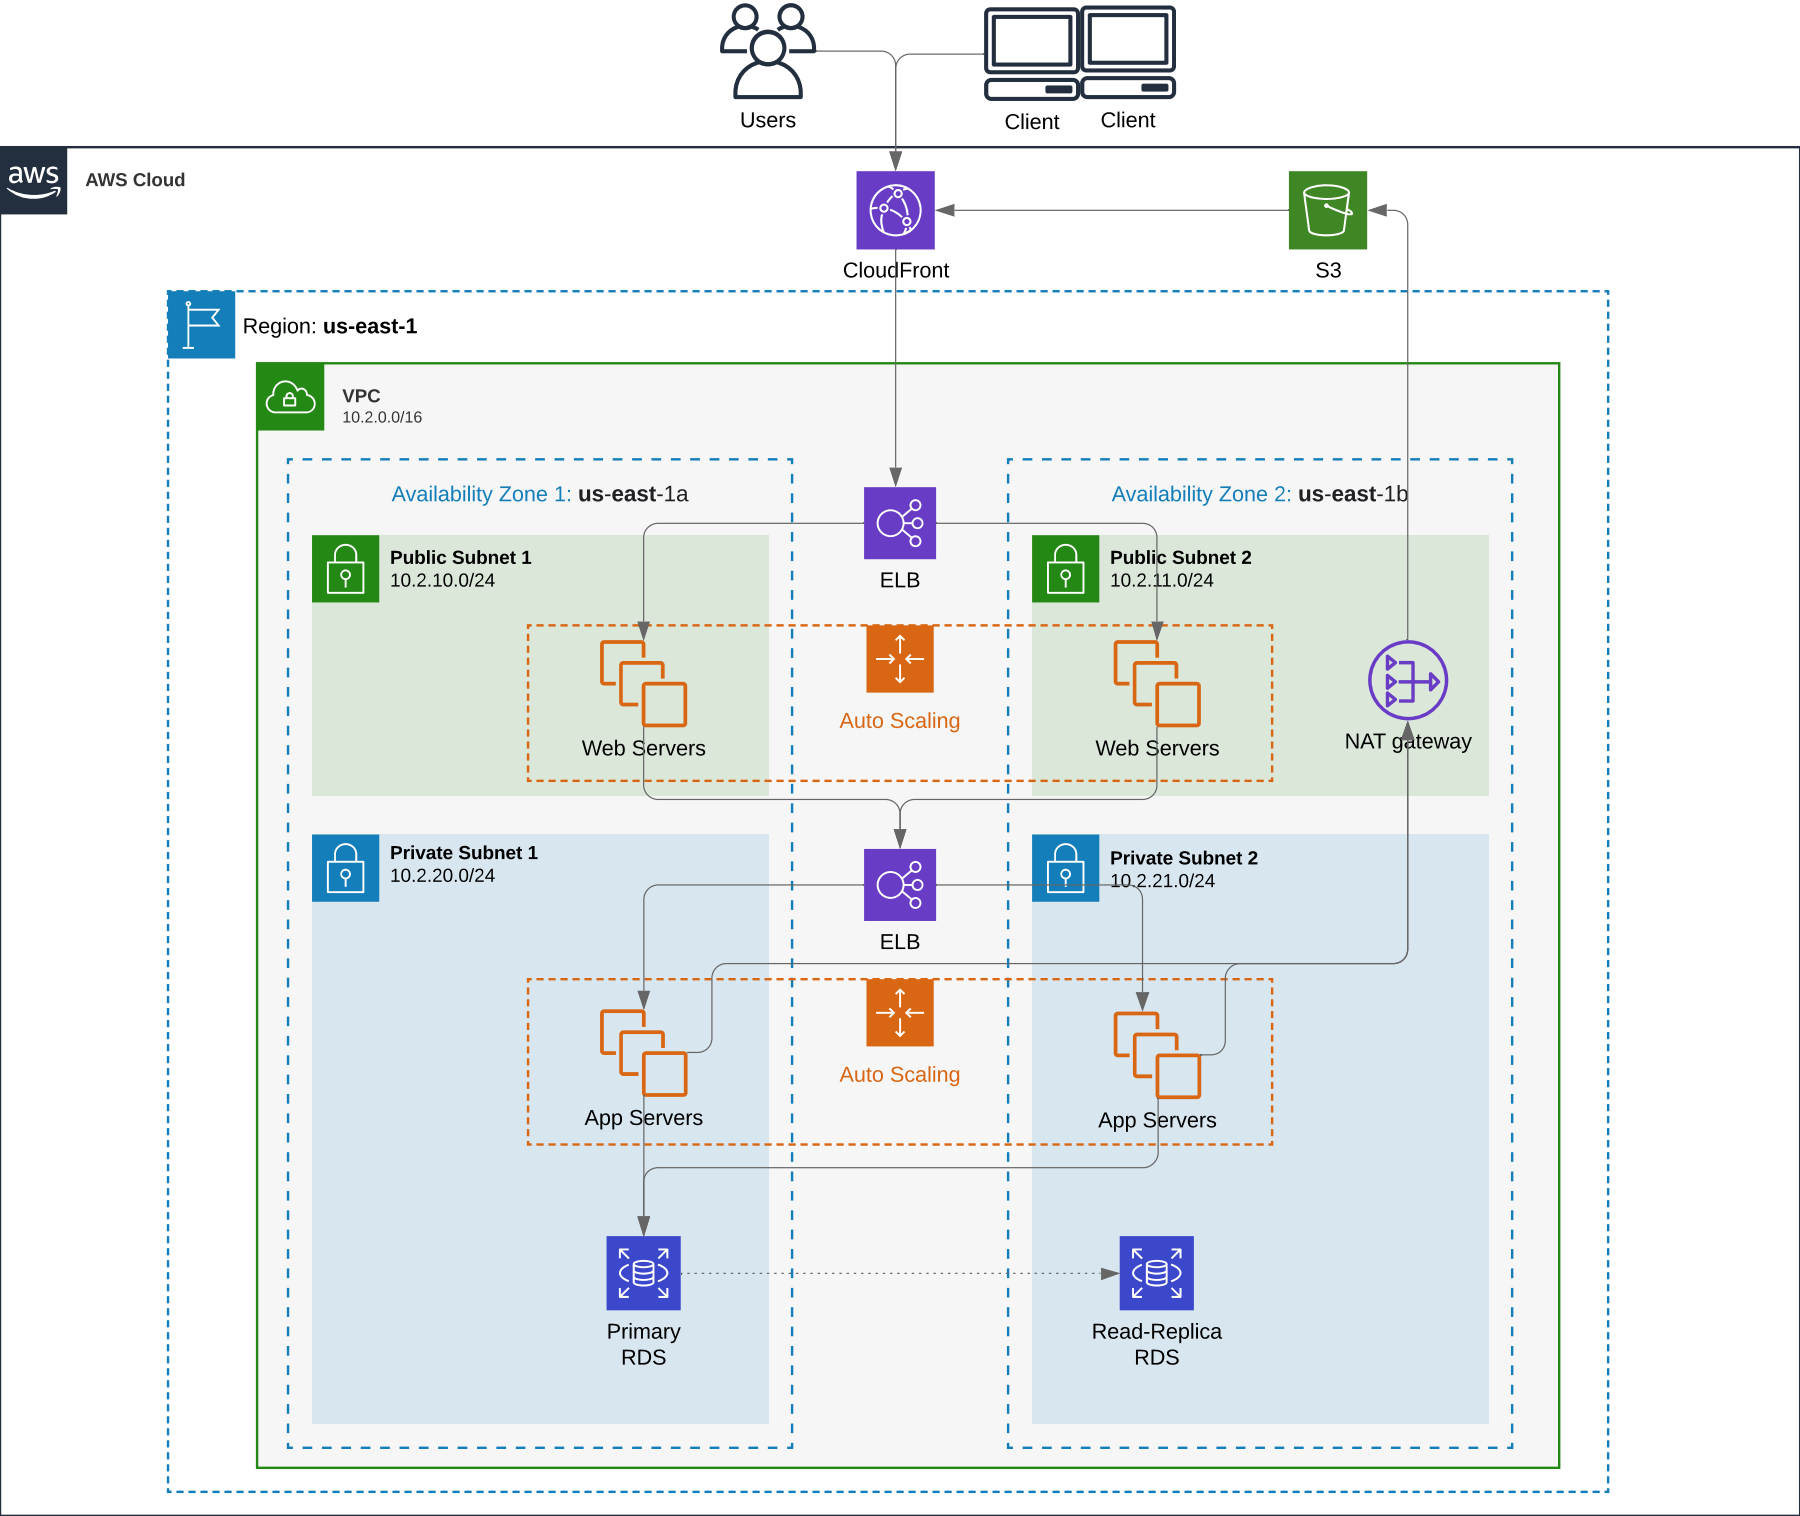 Users
Client
Client
aws
AWS Cloud
CloudFront
S3
Region: us-east-1
VPC
10.2.0.0/16
Availability Zone 1: us-east-1a
Availability Zone 2: us-east-1b
Public Subnet 1
10.2.10.0/24
ELB
Public Subnet 2
10.2.11.0/24
Web Servers
Auto Scaling
Web Servers
NAT gateway
Private Subnet 1
10.2.20.0/24
ELB
Private Subnet 2
10.2.21.0/24
App Servers
Auto Scaling
App Servers
Primary
RDS
Read-Replica
RDS